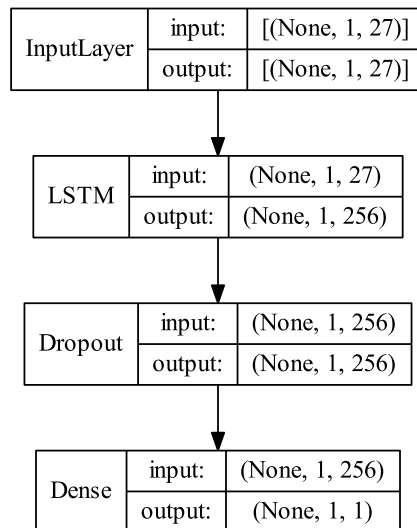 InputLayer
input: [(None, 1, 27)]
output: [(None, 1, 27)]
LSTM
input: (None, 1, 27)
output: (None, 1, 256)
Dropout
input: (None, 1, 256)
output: (None, 1, 256)
Dense
input: (None, 1, 256)
output: (None, 1, 1)